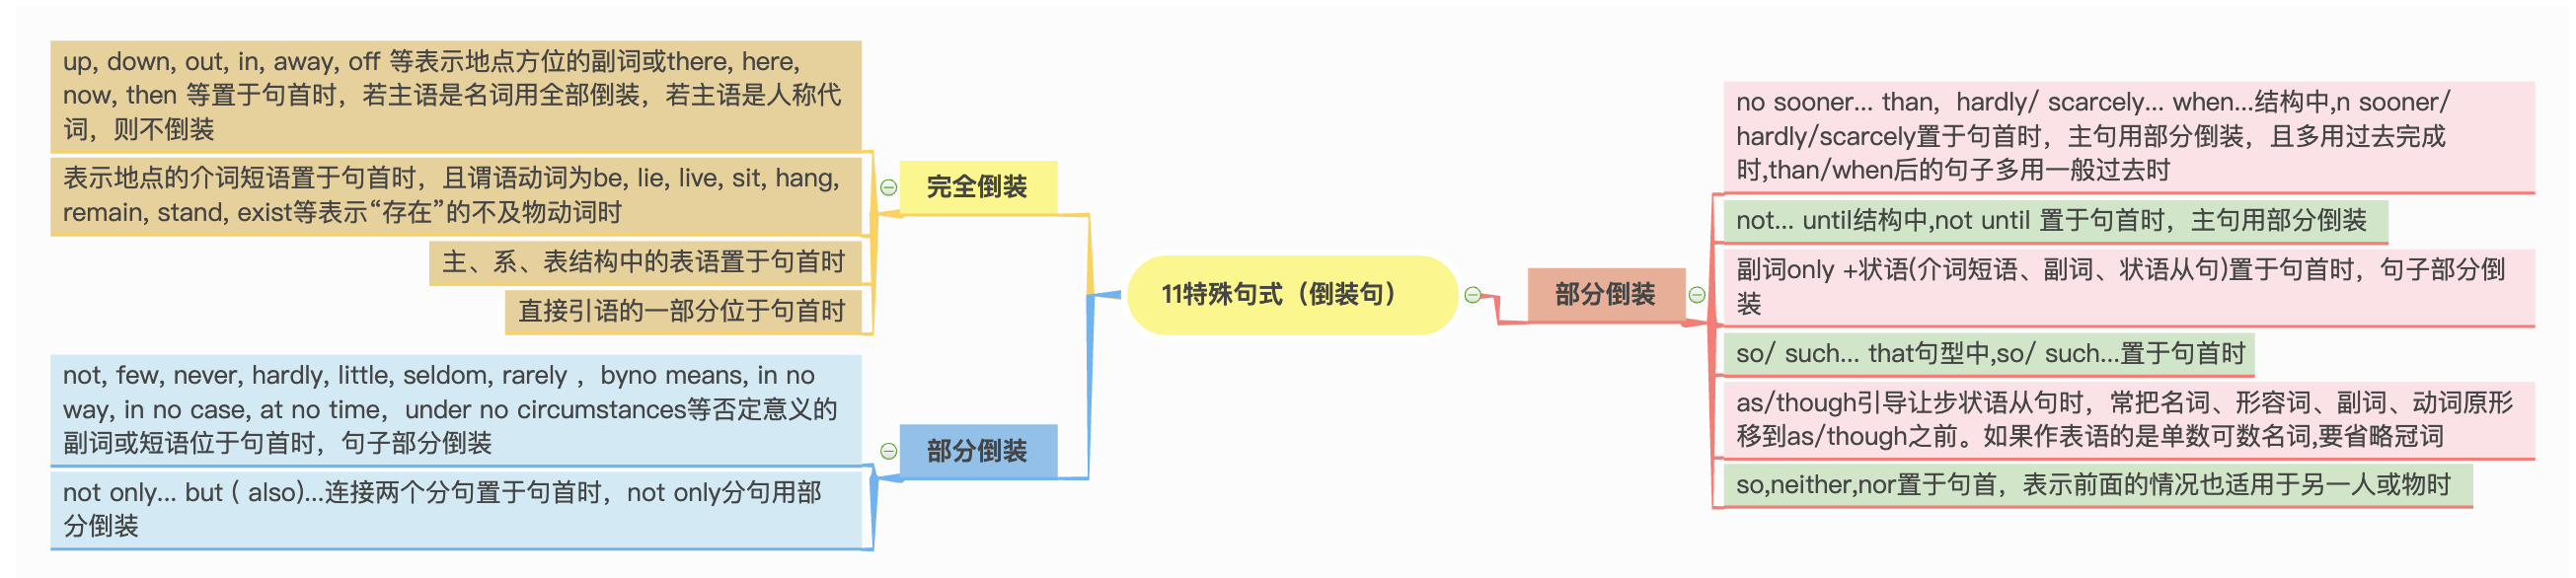 up, down, out, in, away, off 等表示地点方位的副词或there, here,
now, then 等置于句首时，若主语是名词用全部倒装，若主语是人称代
词，则不倒装
表示地点的介词短语置于句首时，且谓语动词为be, lie, live, sit, hang,
remain, stand, exist等表示“存在”的不及物动词时
主、系、表结构中的表语置于句首时
直接引语的一部分位于句首时
完全倒装
not, few, never, hardly, little, seldom, rarely ，byno means, in no
way, in no case, at no time，under no circumstances等否定意义的
副词或短语位于句首时，句子部分倒装
not only... but ( also)...连接两个分句置于句首时，not only分句用部
分倒装
部分倒装
11特殊句式（倒装句）
部分倒装
no sooner... than，hardly/ scarcely... when...结构中,n sooner/
hardly/scarcely置于句首时，主句用部分倒装，且多用过去完成
时,than/when后的句子多用一般过去时
not... until结构中,not until 置于句首时，主句用部分倒装
副词only +状语(介词短语、副词、状语从句)置于句首时，句子部分倒
装
so/ such... that句型中,so/ such...置于句首时
as/though引导让步状语从句时，常把名词、形容词、副词、动词原形
移到as/though之前。如果作表语的是单数可数名词,要省略冠词
so,neither,nor置于句首，表示前面的情况也适用于另一人或物时